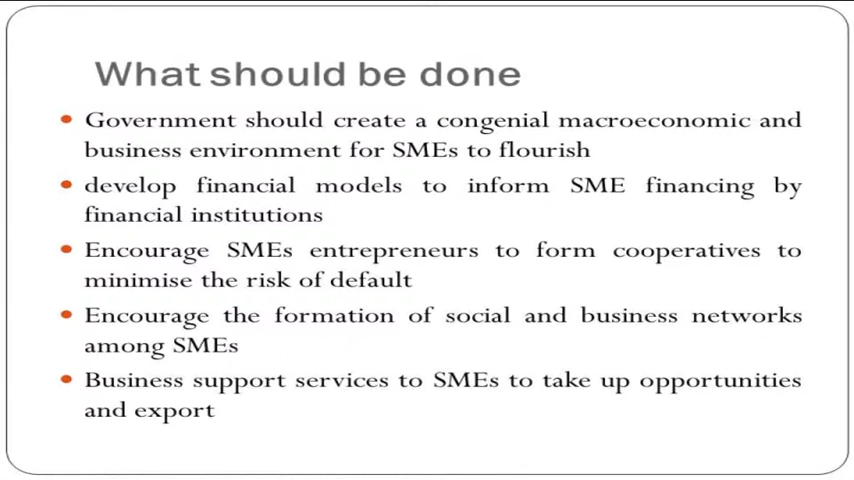 What should be done
Government should create a congenial macroeconomic and
business environment for SMEs to flourish
develop financial models to inform SME financing by
financial institutions
Encourage SMEs entrepreneurs to form cooperatives to
minimise the risk of default
Encourage the formation of social and business networks
among SMEs
Business support services to SMEs to take up opportunities
and export